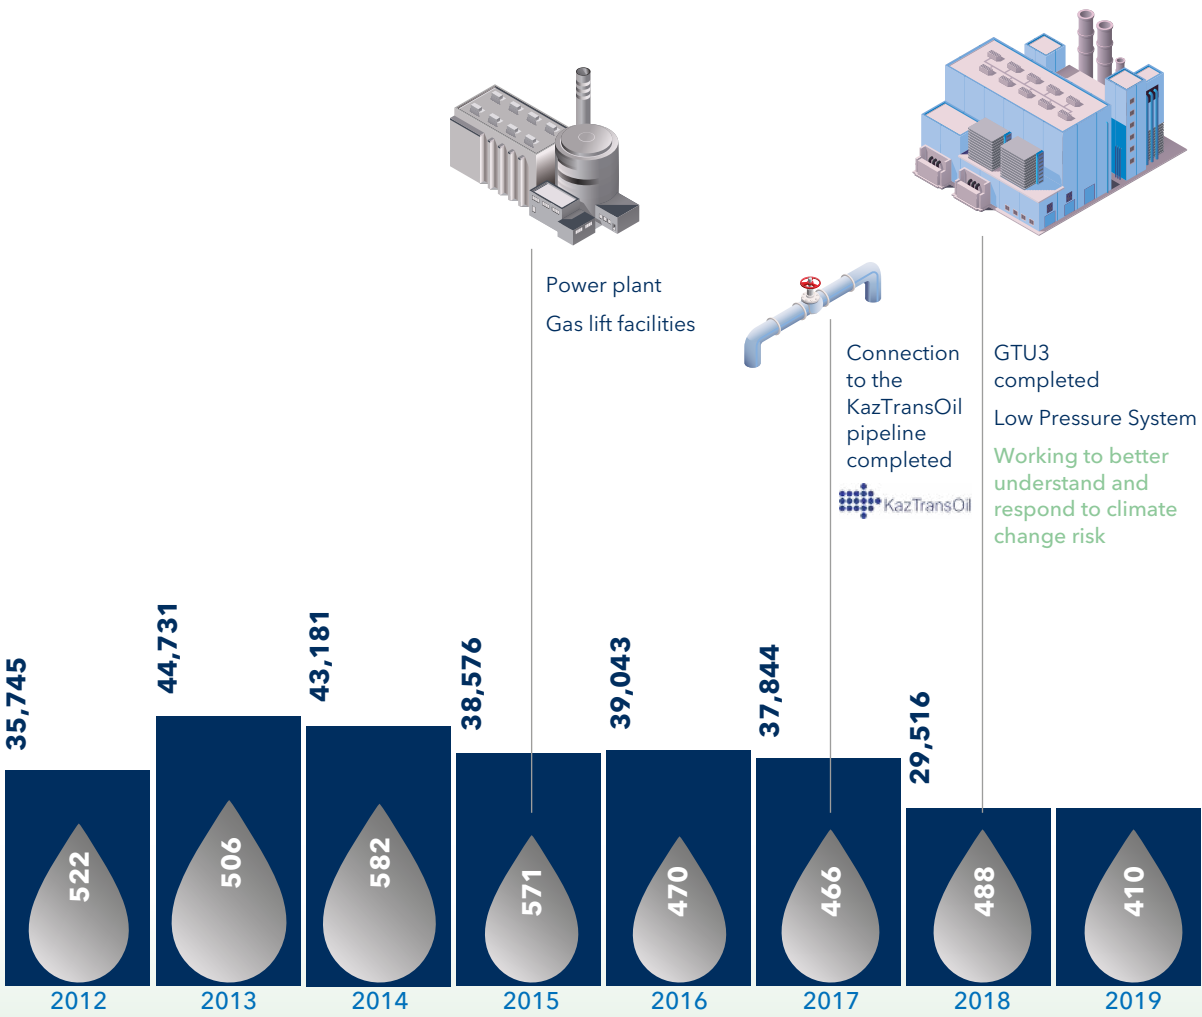 Power plant
Gas lift facilities
Connection
to the
KazTransOil
pipeline
completed
KazTransOil
GTU3
completed
Low Pressure System
Working to better
understand and
respond to climate
change risk
35,745
44,731
43,181
38,576
39,043
37,844
29,516
522
506
582
571
470
466
488
410
2012
2013
2014
2015
2016
2017
2018
2019